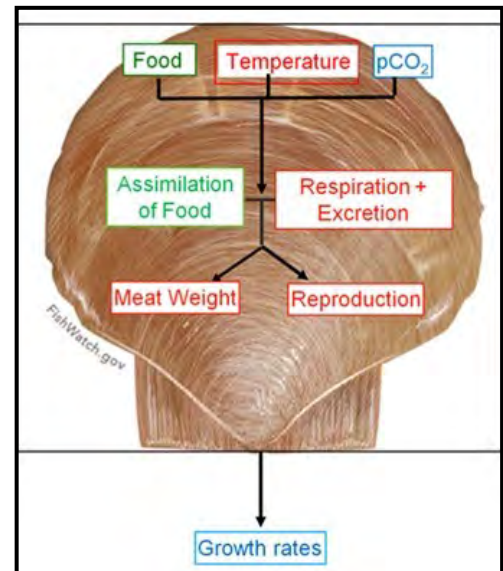 Food Temperature pCO₂
Assimilation of Food
Respiration + Excretion
Meat Weight Reproduction
FishWatch.gov
Growth rates